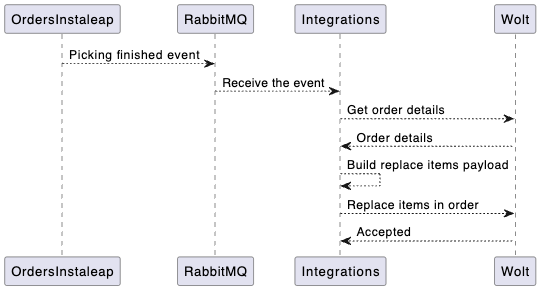 OrdersInstaleap RabbitMQ Integrations Wolt
Picking finished event
Receive the event
Get order details
Order details
Build replace items payload
Replace items in order
Accepted
OrdersInstaleap RabbitMQ Integrations Wolt